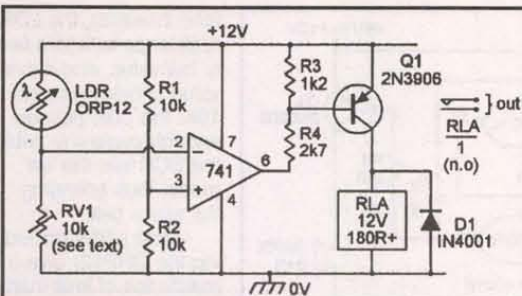 +12V
LDR
ORP12
λ
R1
10k
R3
1k2
Q1
2N3906
R4
2k7
2
7
741
6
3
+
4
} out
RLA
1
(n.o)
RV1
10k
(see text)
R2
10k
RLA
12V
180R+
D1
IN4001
0V